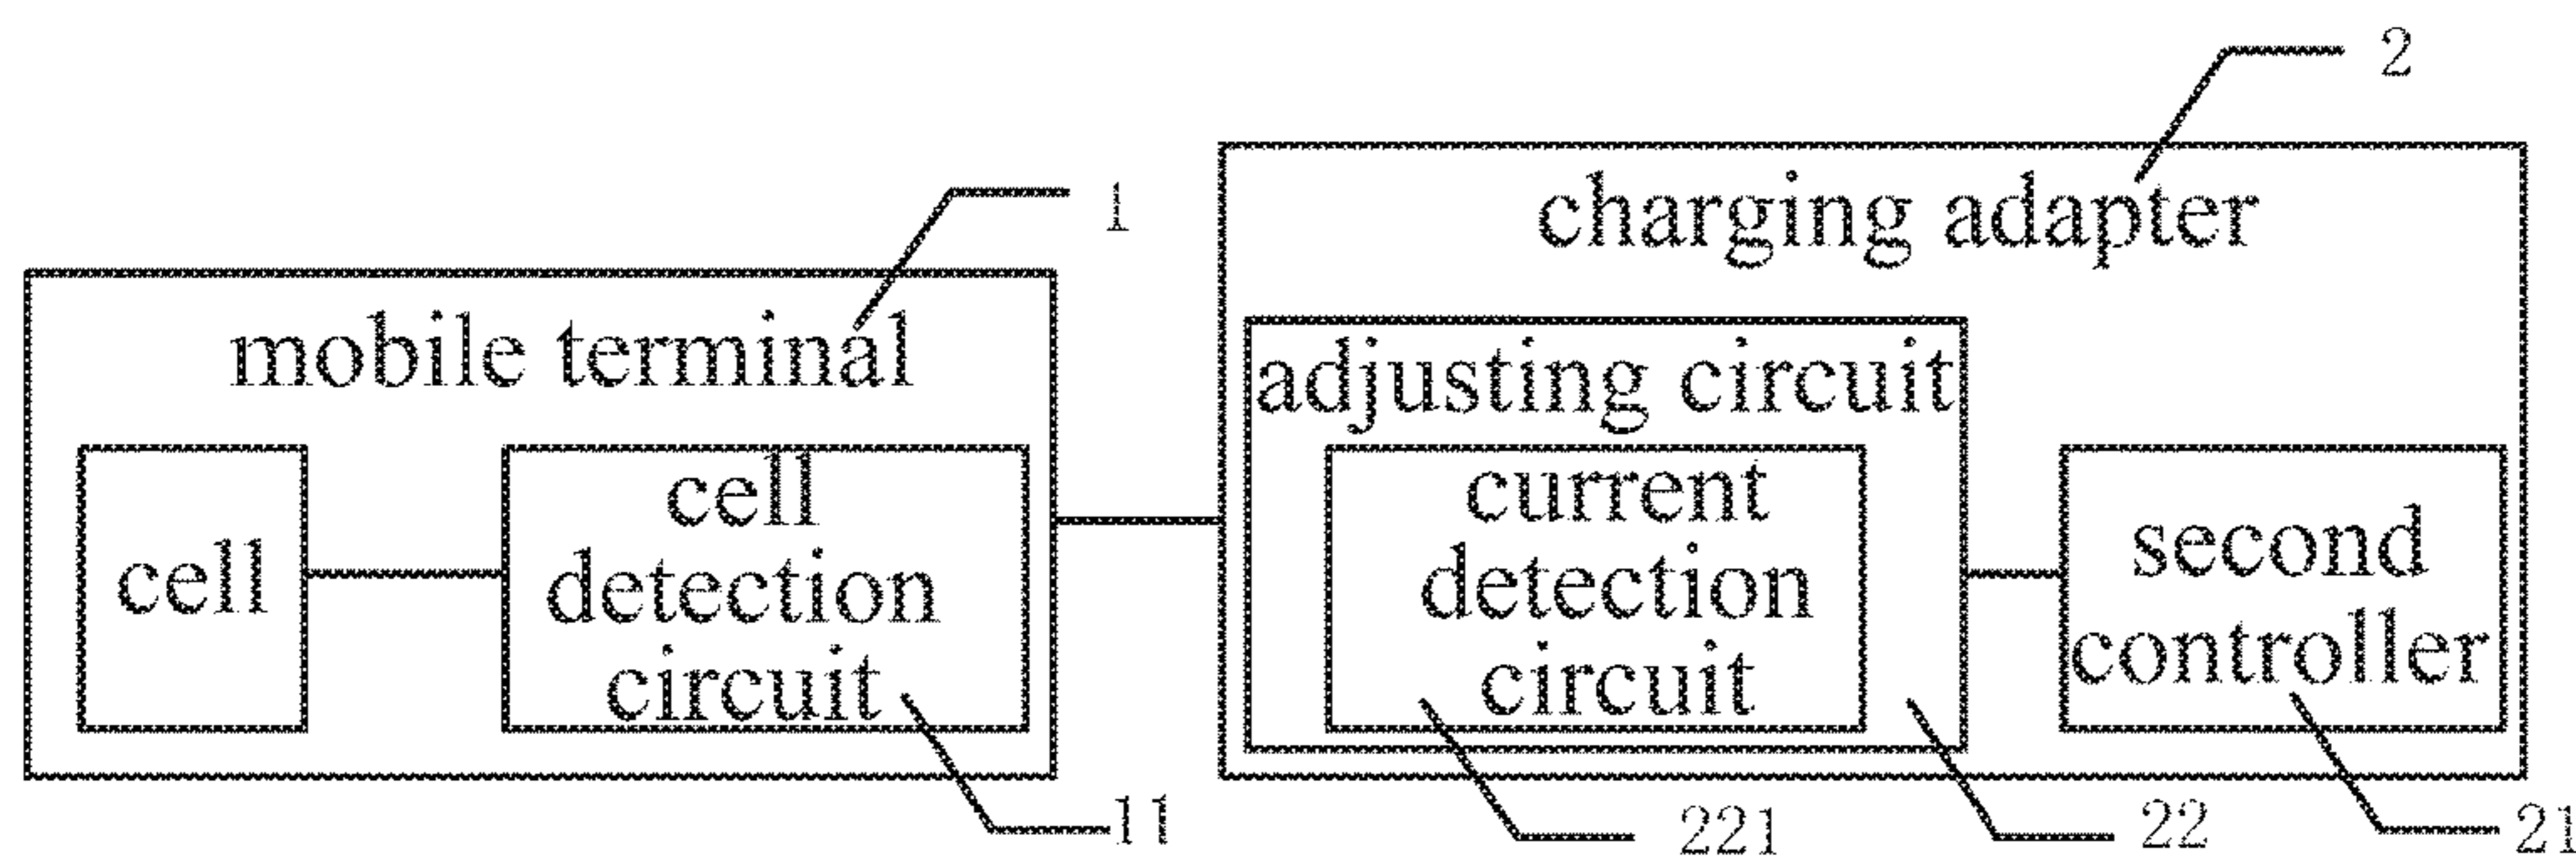 2
charging adapter
1
mobile terminal
adjusting circuit
cell
cell
detection
circuit
current
detection
circuit
second
controller
11
221
22
21